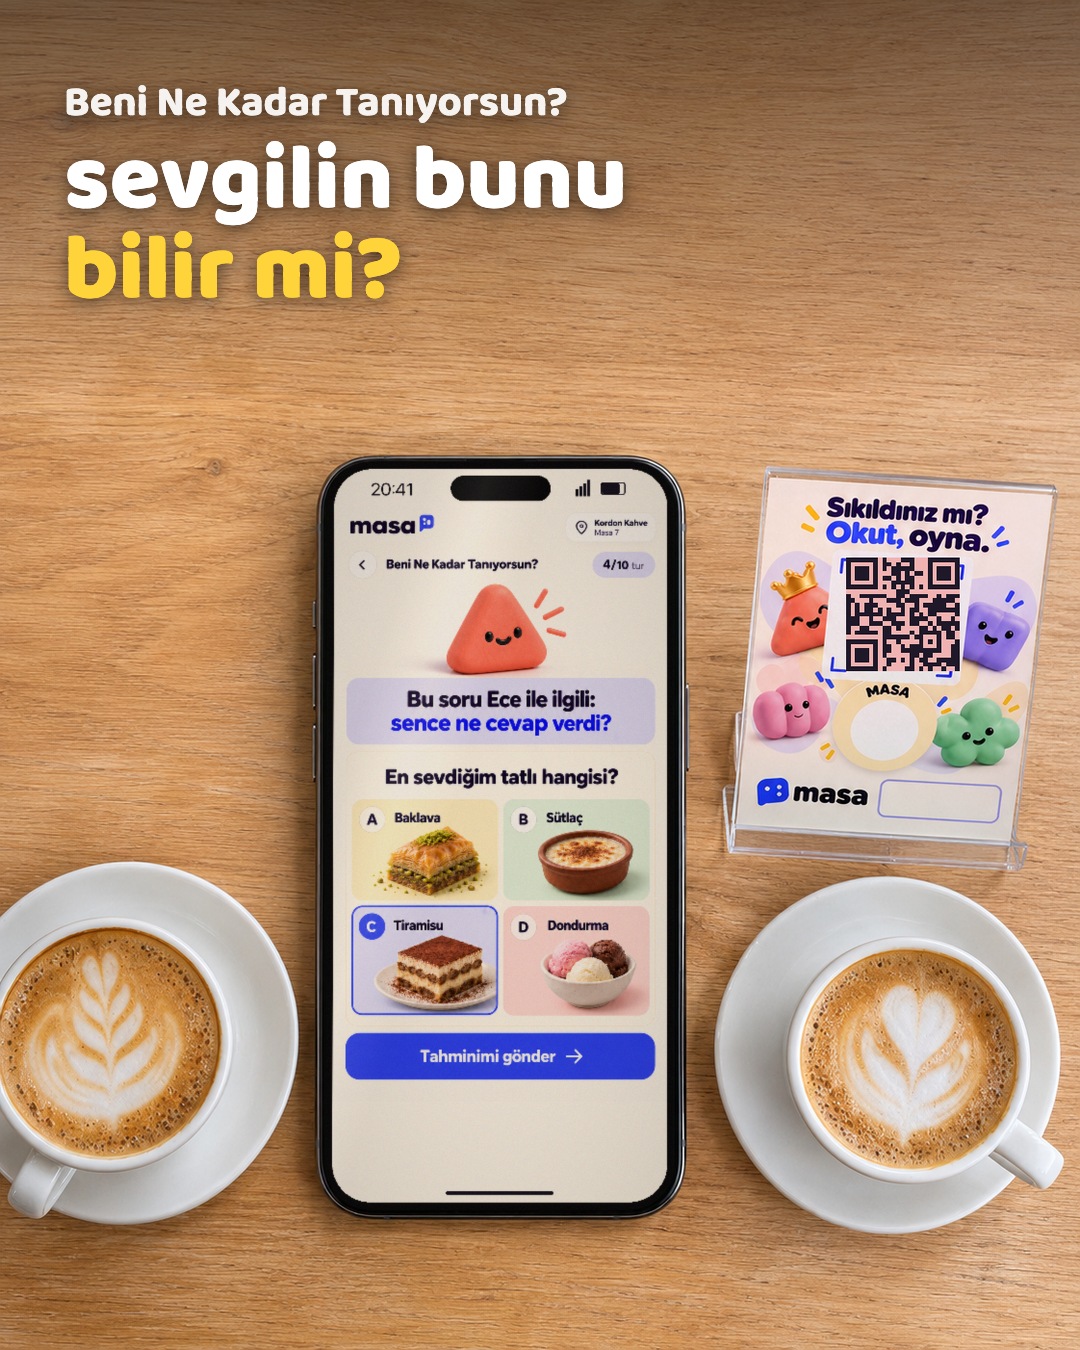 Beni Ne Kadar Tanıyorsun?
sevgilin bunu
bilir mi?
20:41
masa
Kordon Kahve
Masa 7
Beni Ne Kadar Tanıyorsun?
4/10 tur
Bu soru Ece ile ilgili:
sence ne cevap verdi?
En sevdiğim tatlı hangisi?
A Baklava
B Sütlaç
C Tiramisu
D Dondurma
Tahminimi gönder →
Sıkıldınız mı?
Okut, oyna.
MASA
masa